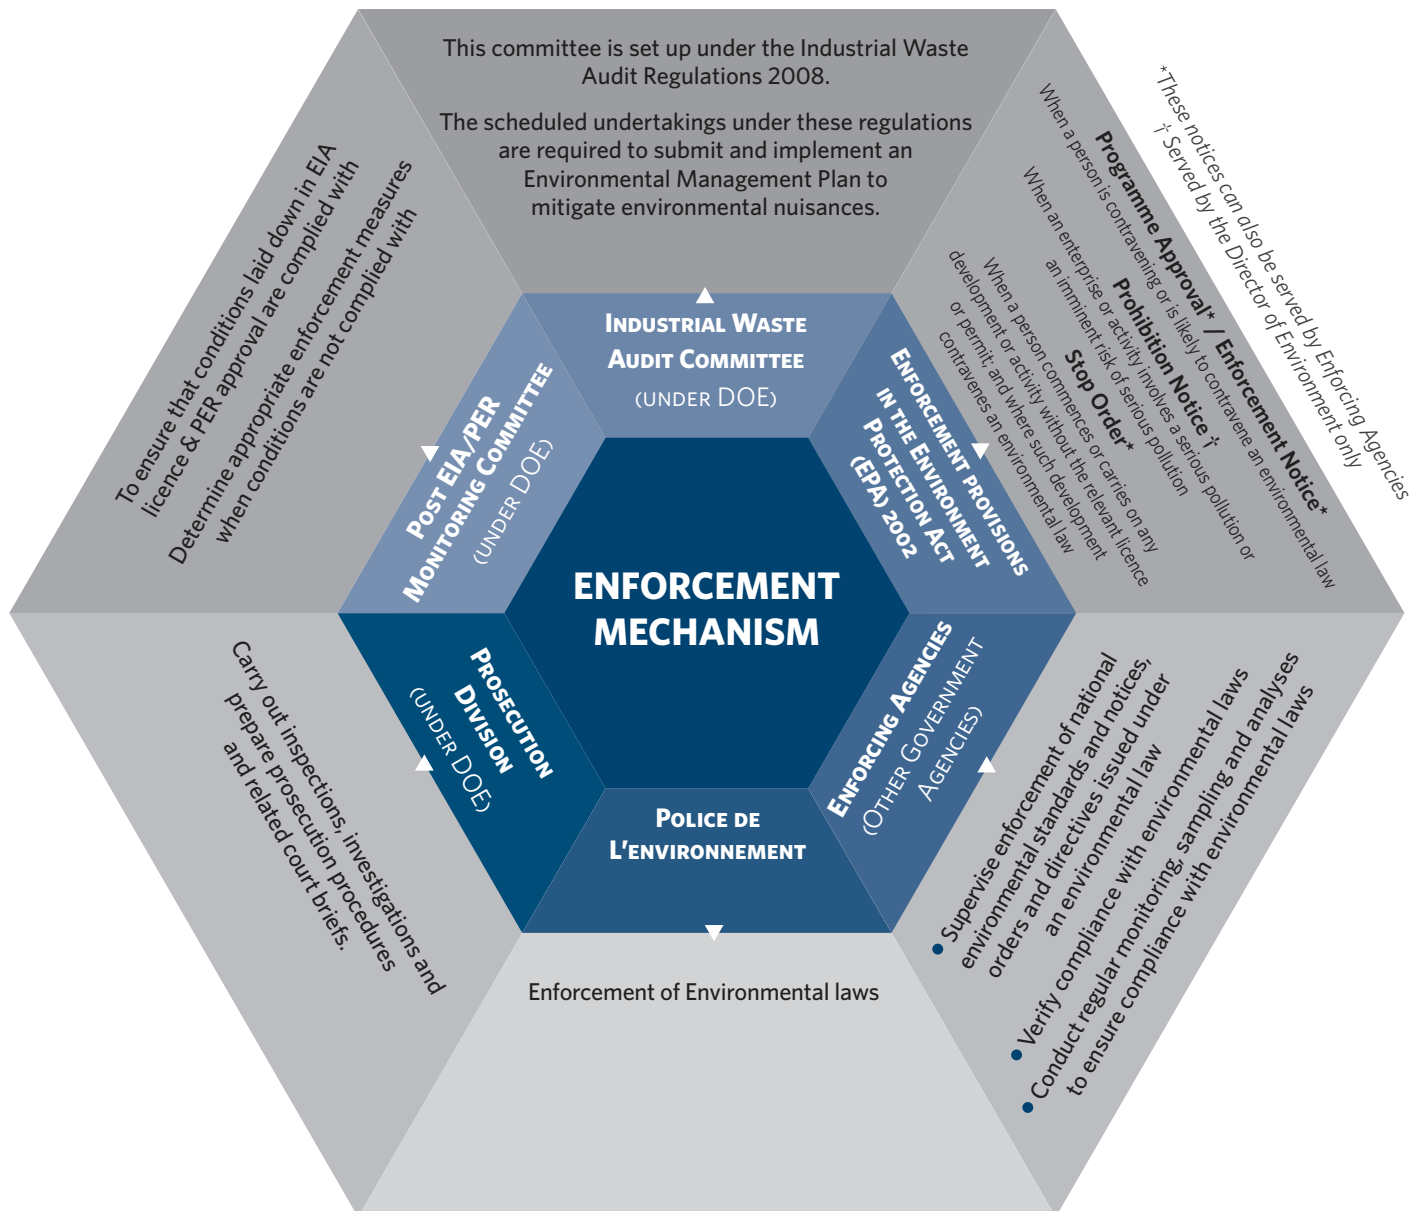 This committee is set up under the Industrial Waste
Audit Regulations 2008.
The scheduled undertakings under these regulations
are required to submit and implement an
Environmental Management Plan to
mitigate environmental nuisances.
Industrial Waste
Audit Committee
(under DOE)
*These notices can also be served by Enforcing Agencies
† Served by the Director of Environment only
Programme Approval* / Enforcement Notice*
When a person is contravening or is likely to contravene an environmental law
Prohibition Notice †
When an enterprise or activity involves a serious pollution or
an imminent risk of serious pollution
Stop Order*
When a person commences or carries on any
development or activity without the relevant licence
or permit; and where such development
contravenes an environmental law
Enforcement provisions
in the Environment
Protection Act
(EPA) 2002
Enforcing Agencies
(Other Government
Agencies)
• Supervise enforcement of national
environmental standards and notices,
orders and directives issued under
an environmental law
• Verify compliance with environmental laws
• Conduct regular monitoring, sampling and analyses
to ensure compliance with environmental laws
Police de
L'environnement
Enforcement of Environmental laws
Prosecution
Division
(under DOE)
Carry out inspections, investigations and
prepare prosecution procedures
and related court briefs.
Post EIA/PER
Monitoring Committee
(under DOE)
To ensure that conditions laid down in EIA
licence & PER approval are complied with
Determine appropriate enforcement measures
when conditions are not complied with
ENFORCEMENT
MECHANISM